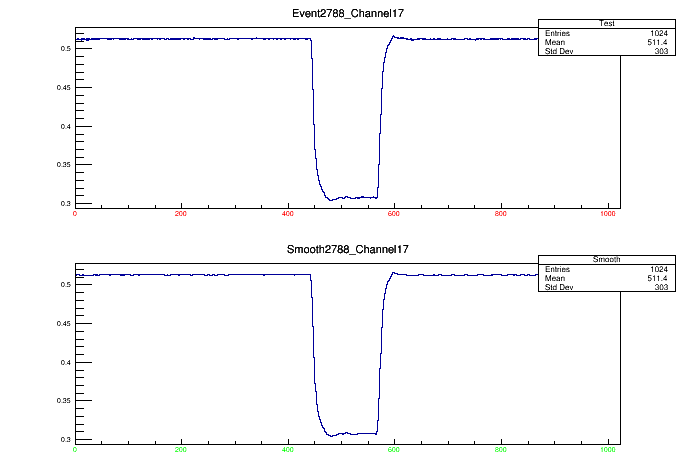 Event2788_Channel17
Test
Entries 1024
Mean 511.4
Std Dev 303
0.5
0.45
0.4
0.35
0.3
0 200 400 600 800 1000
Smooth2788_Channel17
Smooth
Entries 1024
Mean 511.4
Std Dev 303
0.5
0.45
0.4
0.35
0.3
0 200 400 600 800 1000